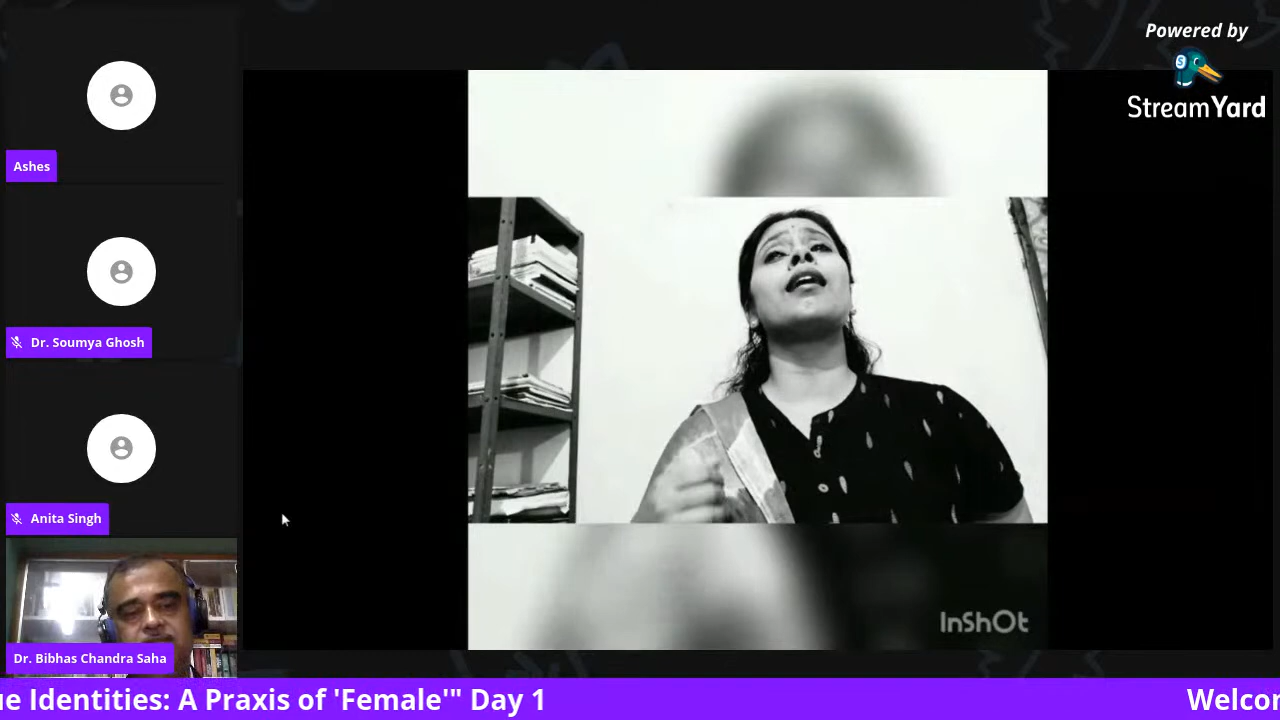 Powered by
StreamYard
Ashes
Dr. Soumya Ghosh
Anita Singh
Dr. Bibhas Chandra Saha
InShOt
Identities: A Praxis of 'Female'" Day 1